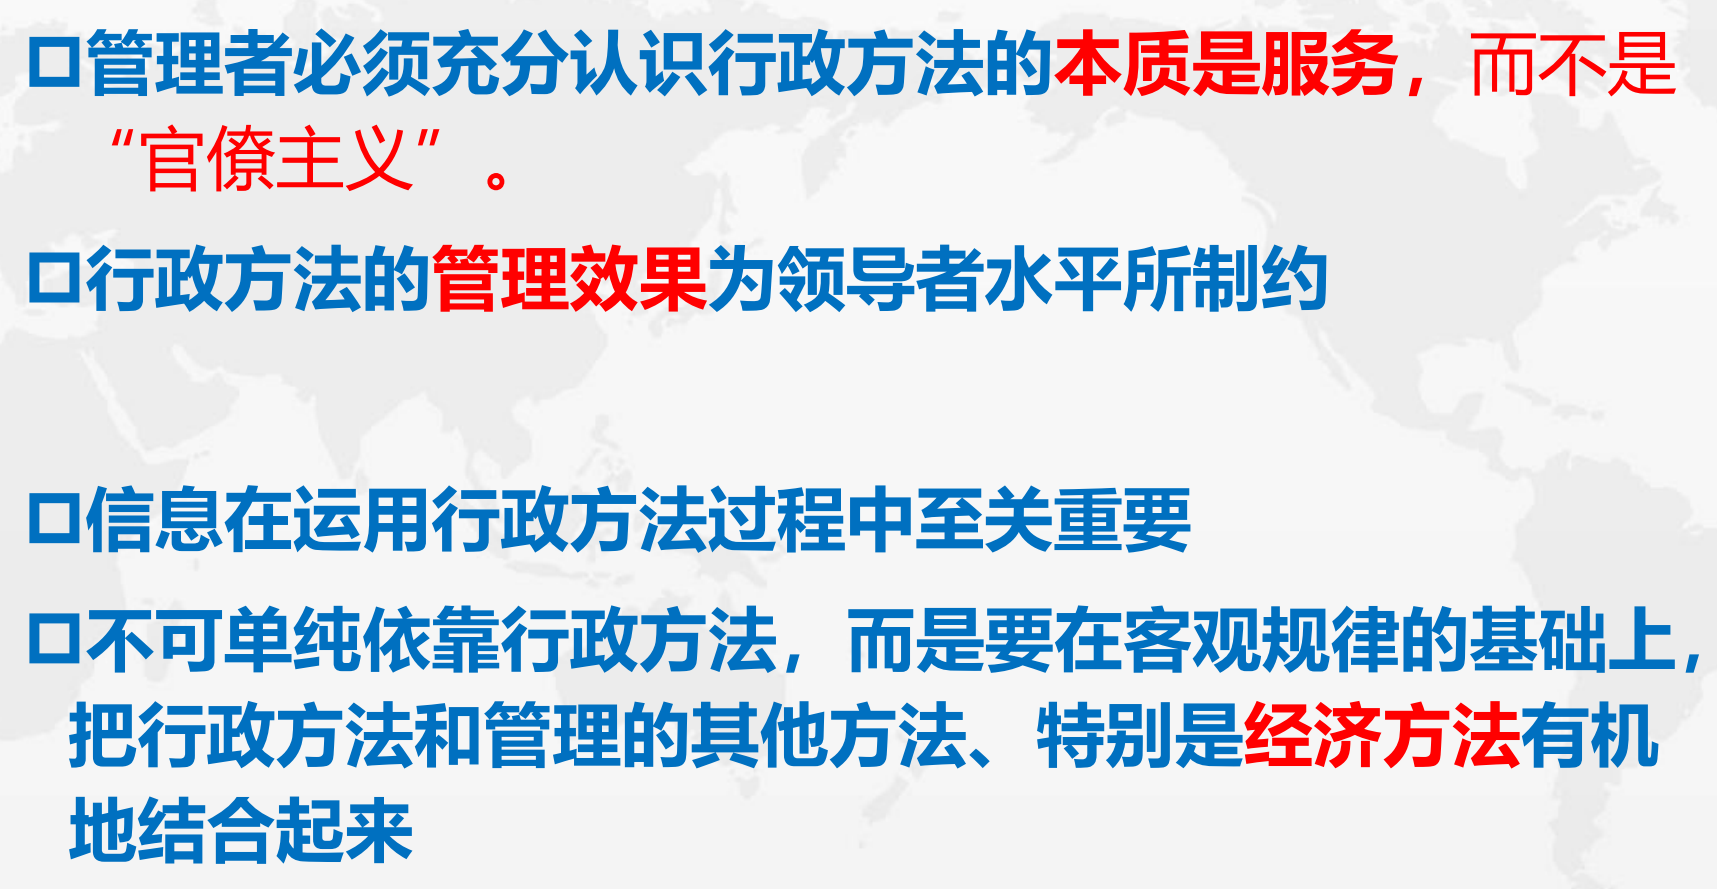 □管理者必须充分认识行政方法的本质是服务，而不是
“官僚主义”。
□行政方法的管理效果为领导者水平所制约
□信息在运用行政方法过程中至关重要
□不可单纯依靠行政方法，而是要在客观规律的基础上，
把行政方法和管理的其他方法、特别是经济方法有机
地结合起来